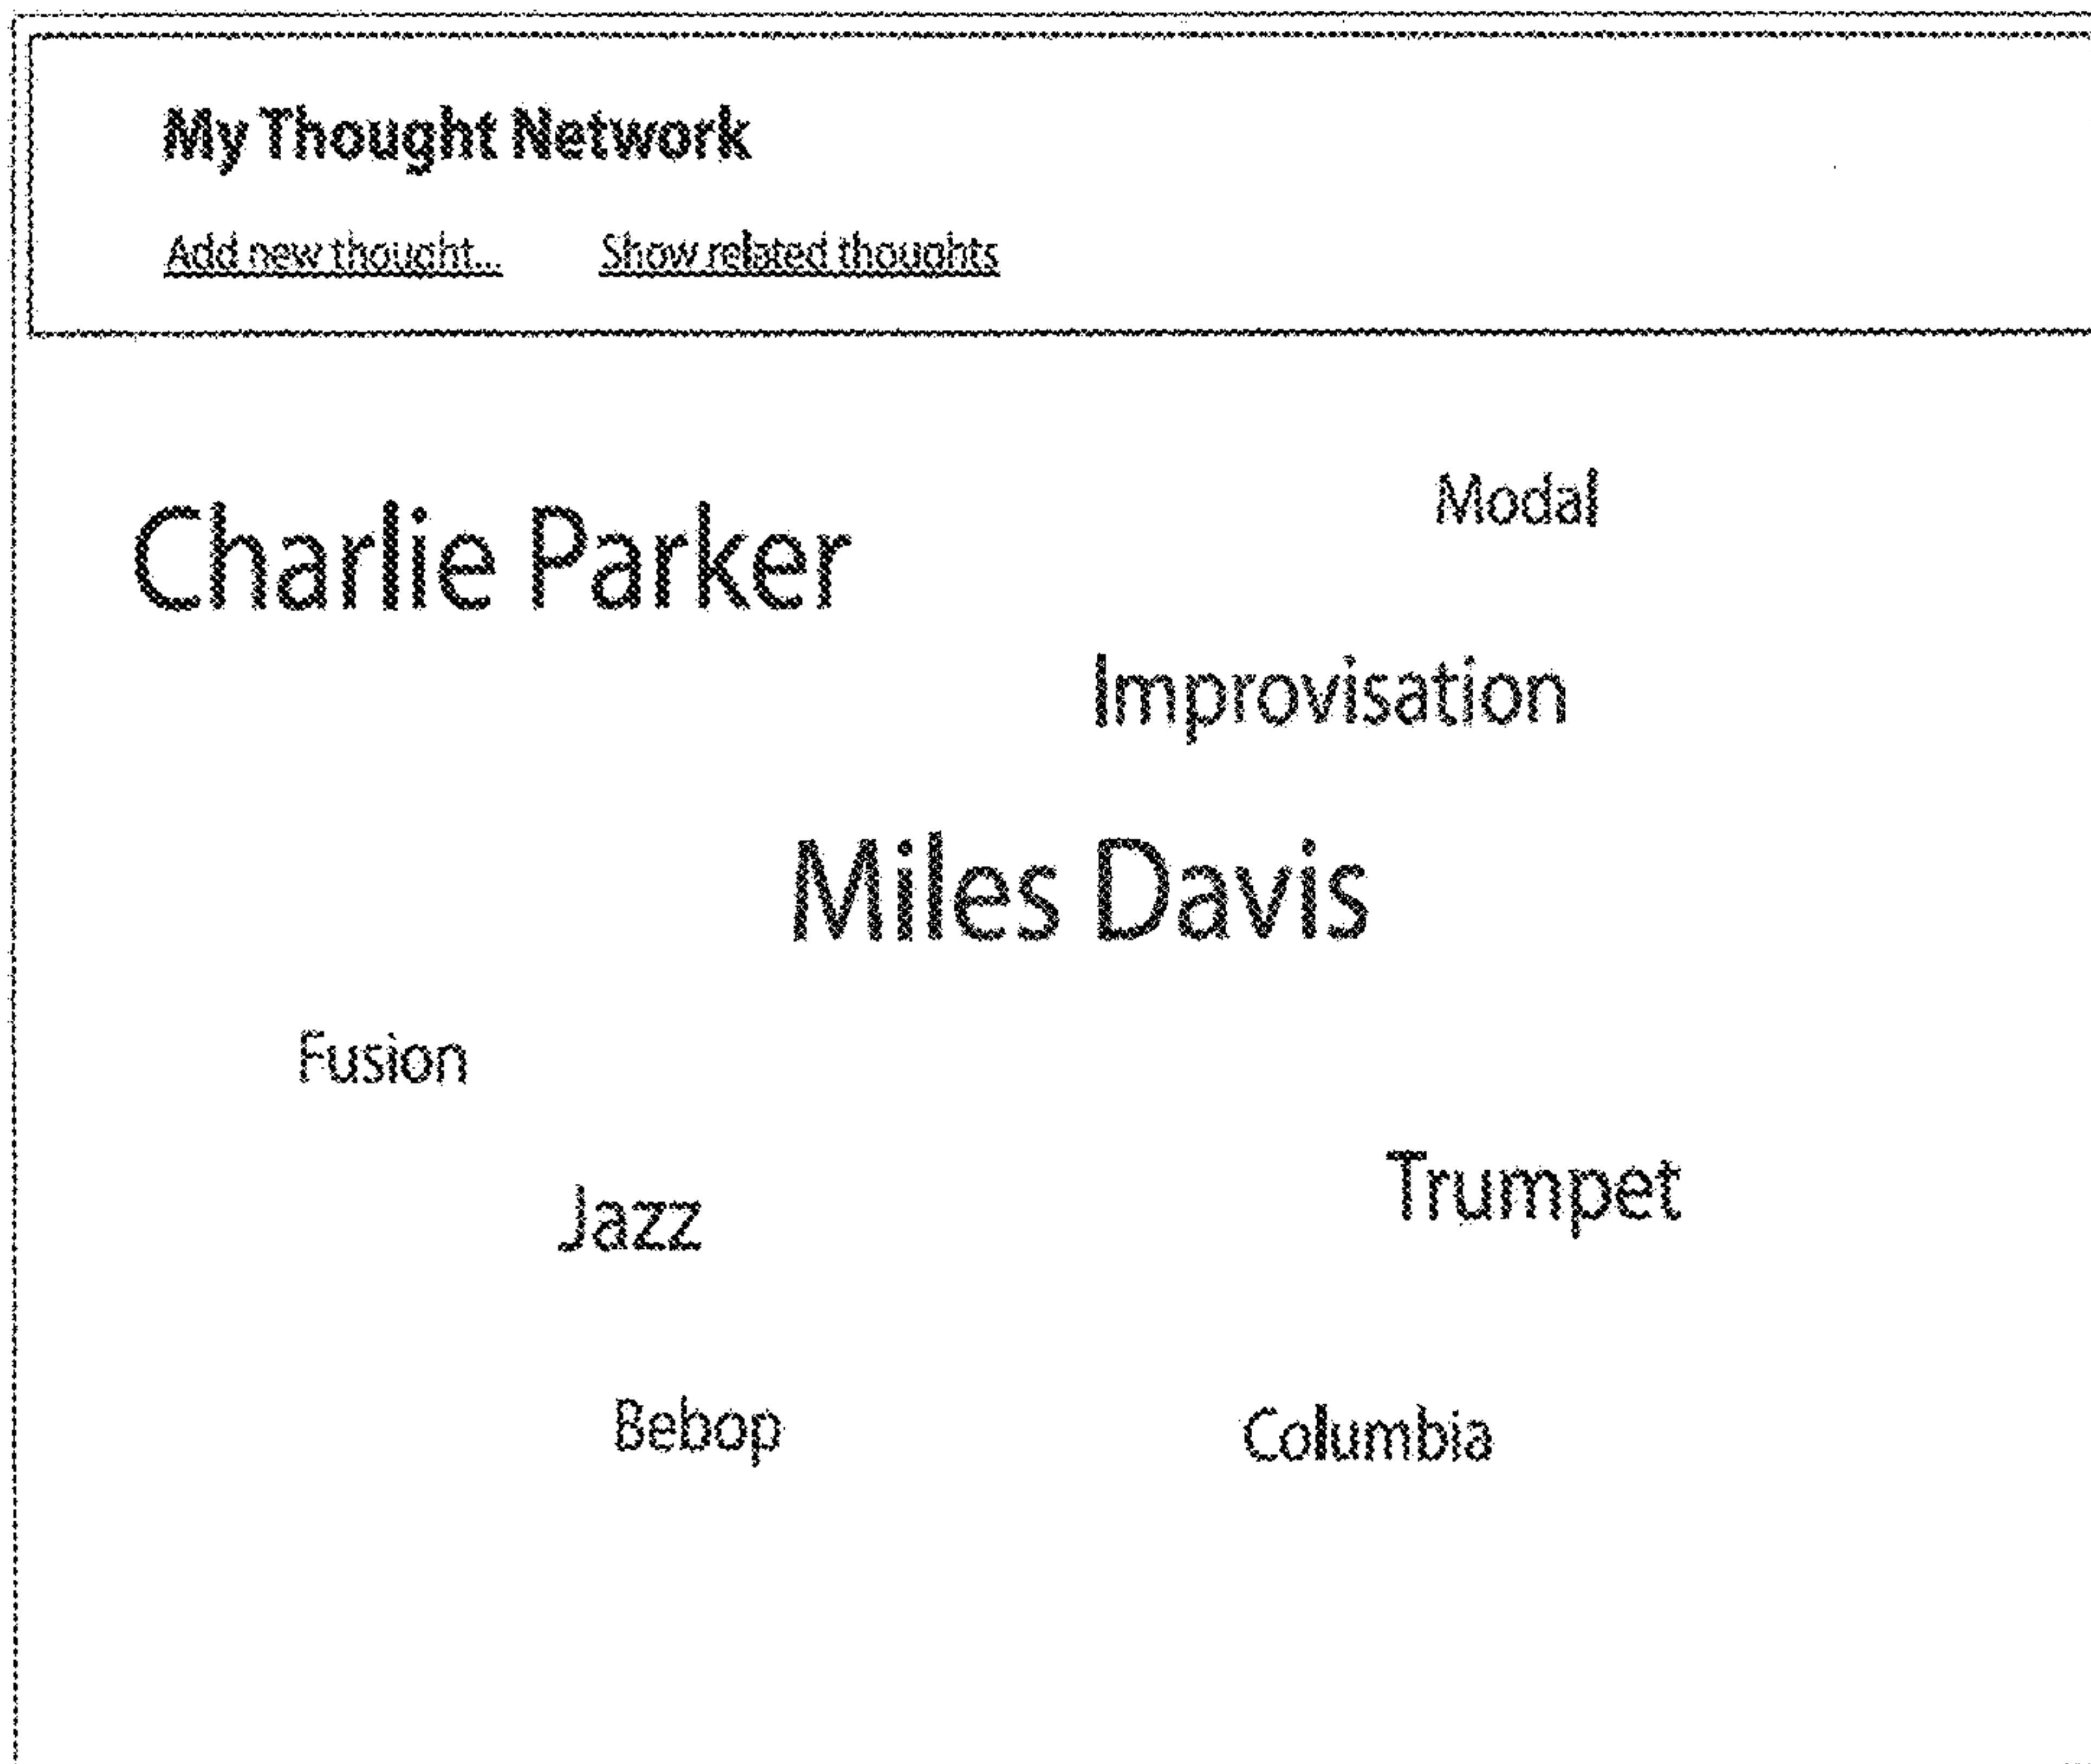 My Thought Network
Add new thought... Show related thoughts
Modal
Charlie Parker
Improvisation
Miles Davis
Fusion
Trumpet
Jazz
Bebop
Columbia